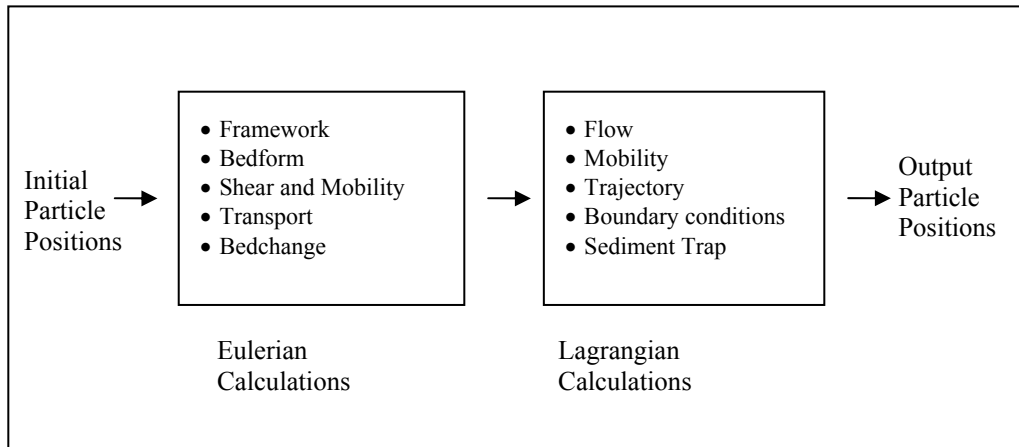 Initial
Particle
Positions
• Framework
• Bedform
• Shear and Mobility
• Transport
• Bedchange
Eulerian
Calculations
• Flow
• Mobility
• Trajectory
• Boundary conditions
• Sediment Trap
Lagrangian
Calculations
Output
Particle
Positions